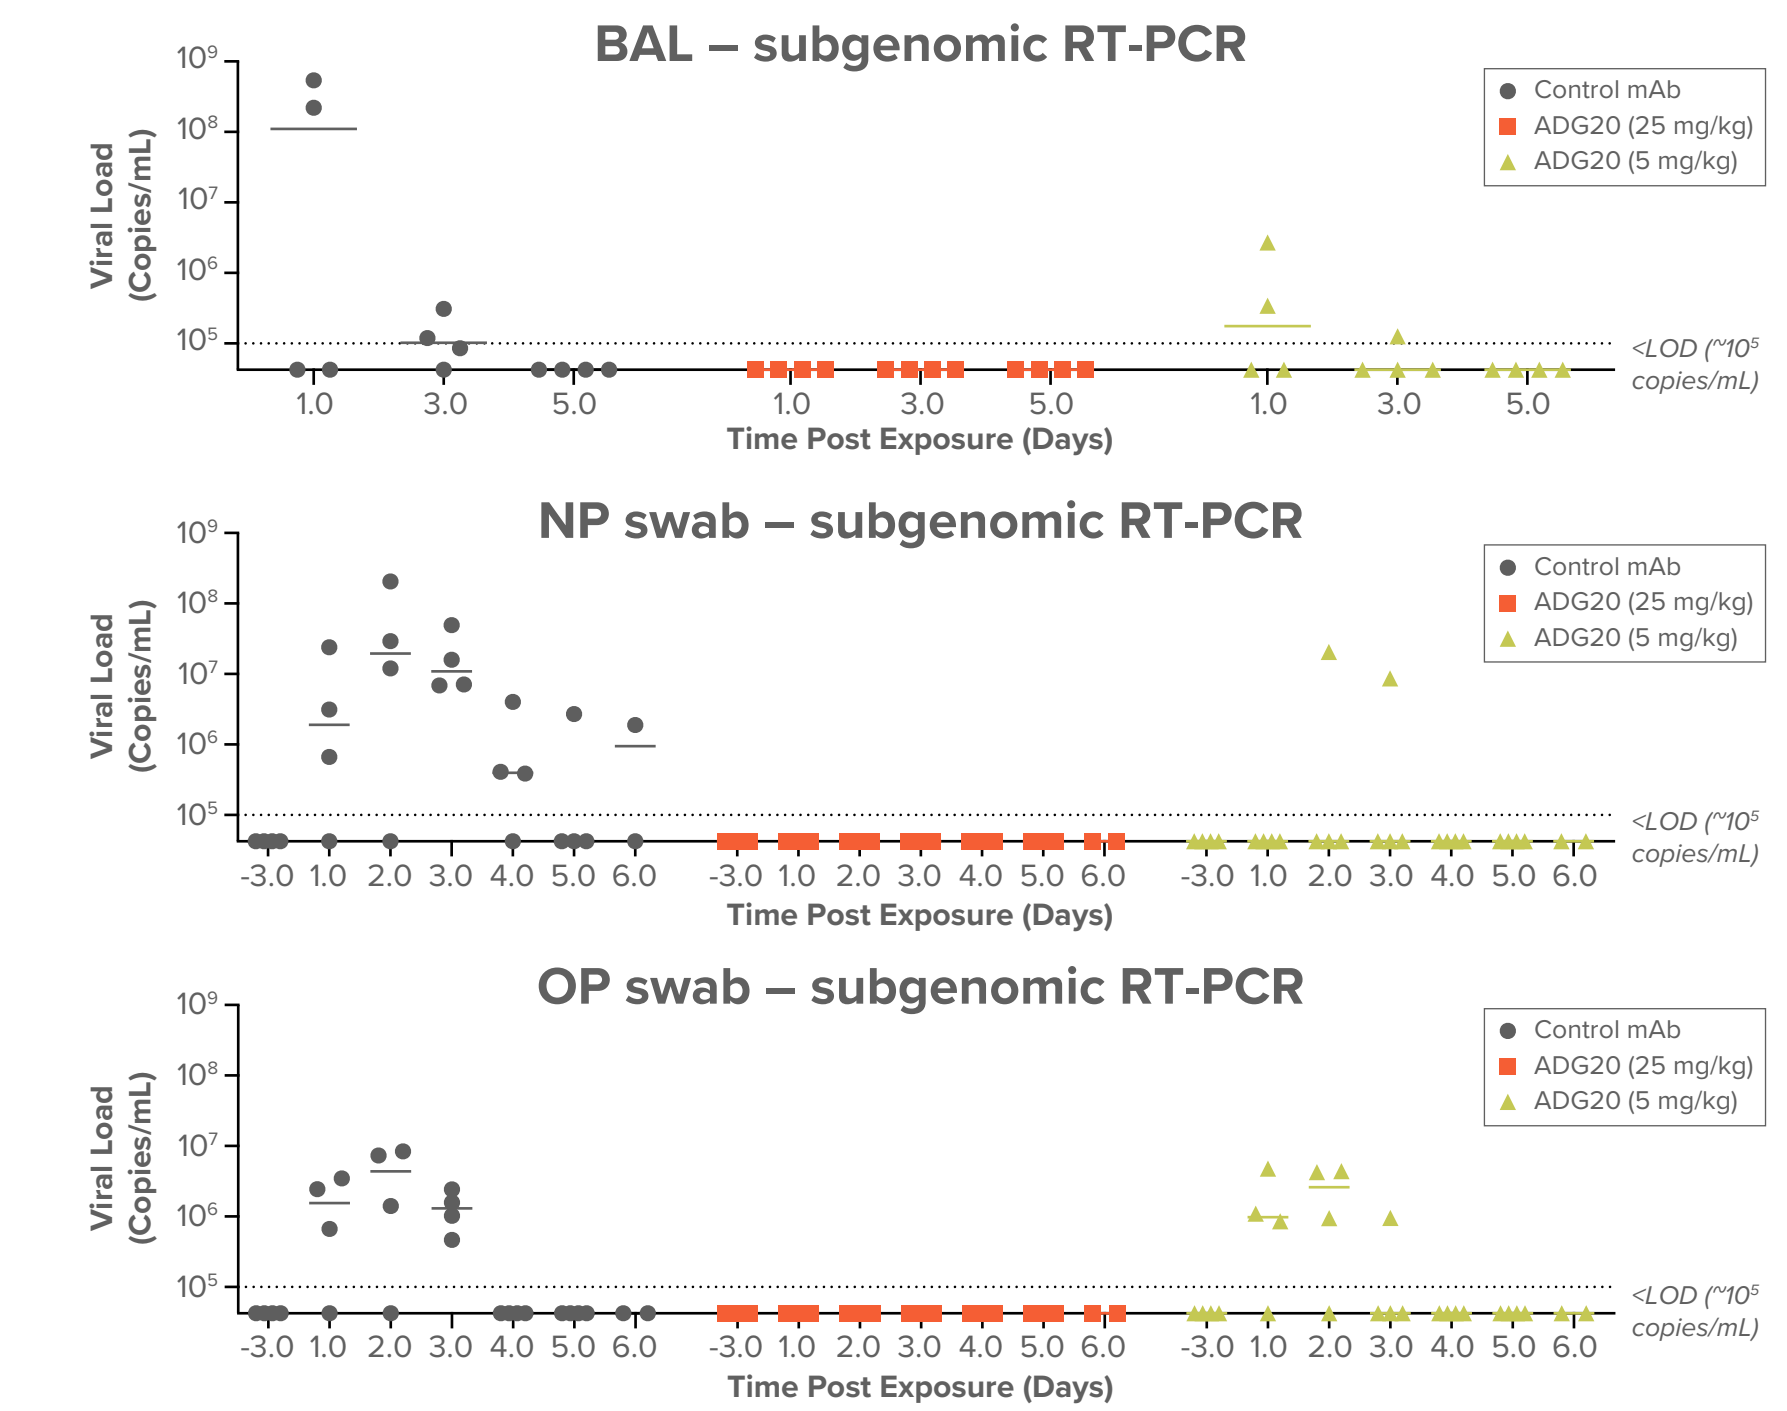 BAL – subgenomic RT-PCR
10⁹
10⁸
10⁷
10⁶
10⁵
Viral Load
(Copies/mL)
Control mAb
ADG20 (25 mg/kg)
ADG20 (5 mg/kg)
<LOD (~10⁵
copies/mL)
1.0 3.0 5.0 1.0 3.0 5.0 1.0 3.0 5.0
Time Post Exposure (Days)
NP swab – subgenomic RT-PCR
10⁹
10⁸
10⁷
10⁶
10⁵
Viral Load
(Copies/mL)
Control mAb
ADG20 (25 mg/kg)
ADG20 (5 mg/kg)
<LOD (~10⁵
copies/mL)
-3.0 1.0 2.0 3.0 4.0 5.0 6.0 -3.0 1.0 2.0 3.0 4.0 5.0 6.0 -3.0 1.0 2.0 3.0 4.0 5.0 6.0
Time Post Exposure (Days)
OP swab – subgenomic RT-PCR
10⁹
10⁸
10⁷
10⁶
10⁵
Viral Load
(Copies/mL)
Control mAb
ADG20 (25 mg/kg)
ADG20 (5 mg/kg)
<LOD (~10⁵
copies/mL)
-3.0 1.0 2.0 3.0 4.0 5.0 6.0 -3.0 1.0 2.0 3.0 4.0 5.0 6.0 -3.0 1.0 2.0 3.0 4.0 5.0 6.0
Time Post Exposure (Days)